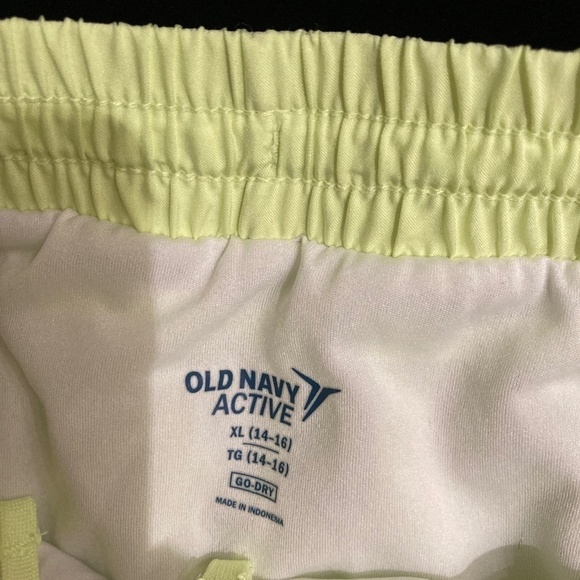 OLD NAVY
ACTIVE
XL (14-16)
TG (14-16)
GO-DRY
MADE IN INDONESIA